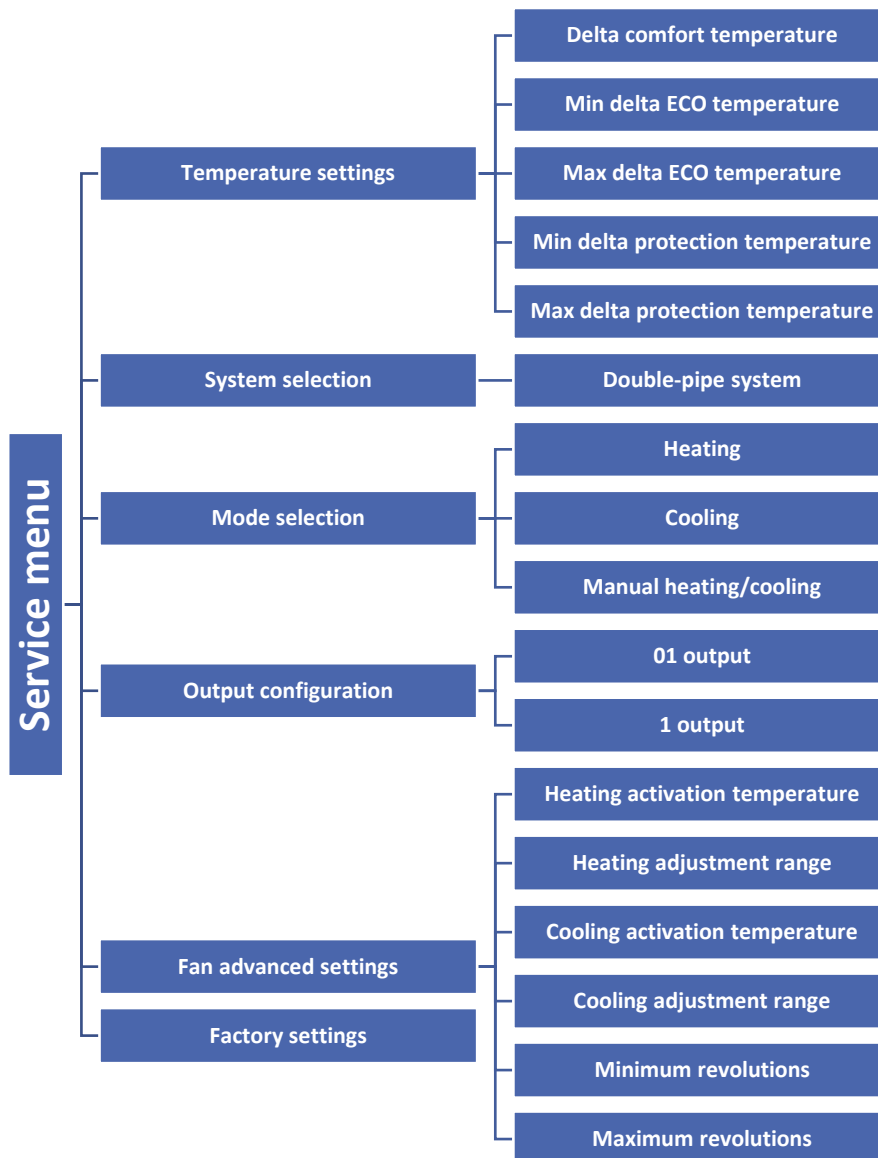 Service menu
Temperature settings
Delta comfort temperature
Min delta ECO temperature
Max delta ECO temperature
Min delta protection temperature
Max delta protection temperature
System selection
Double-pipe system
Mode selection
Heating
Cooling
Manual heating/cooling
Output configuration
01 output
1 output
Fan advanced settings
Heating activation temperature
Heating adjustment range
Cooling activation temperature
Cooling adjustment range
Minimum revolutions
Maximum revolutions
Factory settings